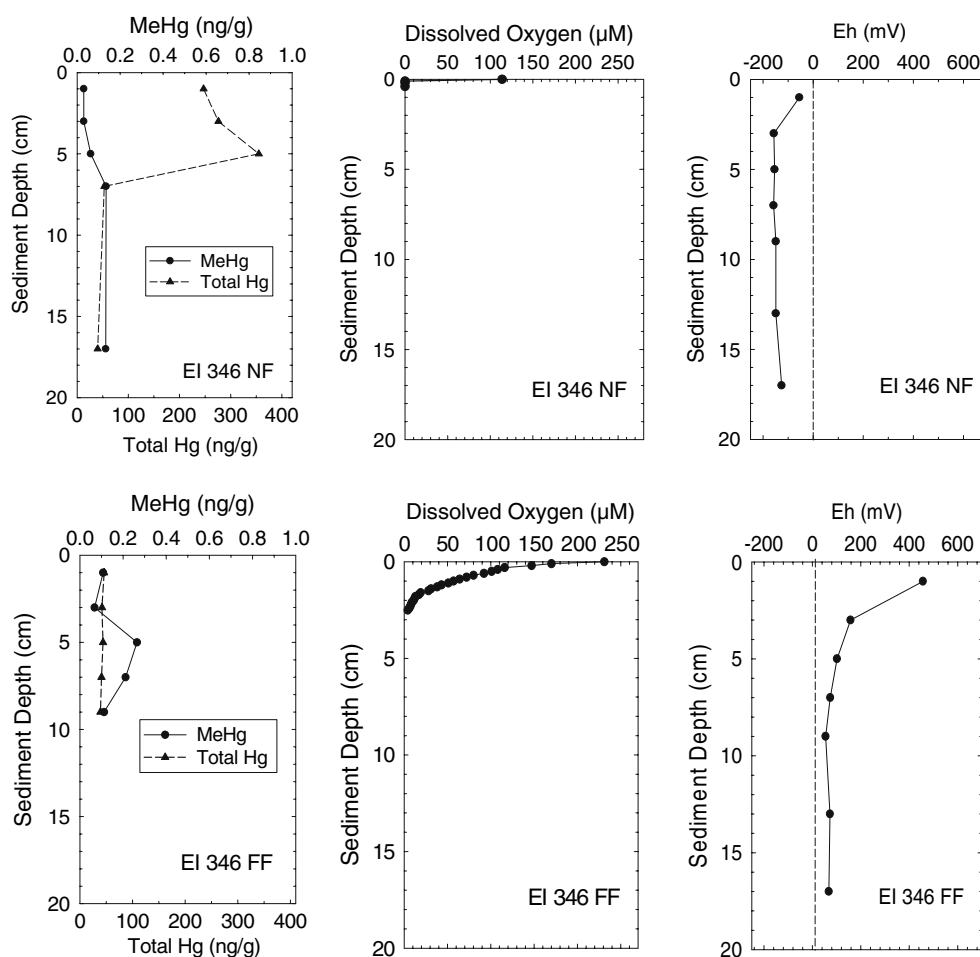 MeHg (ng/g)
0.0 0.2 0.4 0.6 0.8 1.0
0
5
10
15
20
Sediment Depth (cm)
MeHg
Total Hg
EI 346 NF
0 100 200 300 400
Total Hg (ng/g)
Dissolved Oxygen (µM)
0 50 100 150 200 250
0
5
10
15
20
Sediment Depth (cm)
EI 346 NF
Eh (mV)
-200 0 200 400 600
0
5
10
15
20
Sediment Depth (cm)
EI 346 NF
MeHg (ng/g)
0.0 0.2 0.4 0.6 0.8 1.0
0
5
10
15
20
Sediment Depth (cm)
MeHg
Total Hg
EI 346 FF
0 100 200 300 400
Total Hg (ng/g)
Dissolved Oxygen (µM)
0 50 100 150 200 250
0
5
10
15
20
Sediment Depth (cm)
EI 346 FF
Eh (mV)
-200 0 200 400 600
0
5
10
15
20
Sediment Depth (cm)
EI 346 FF